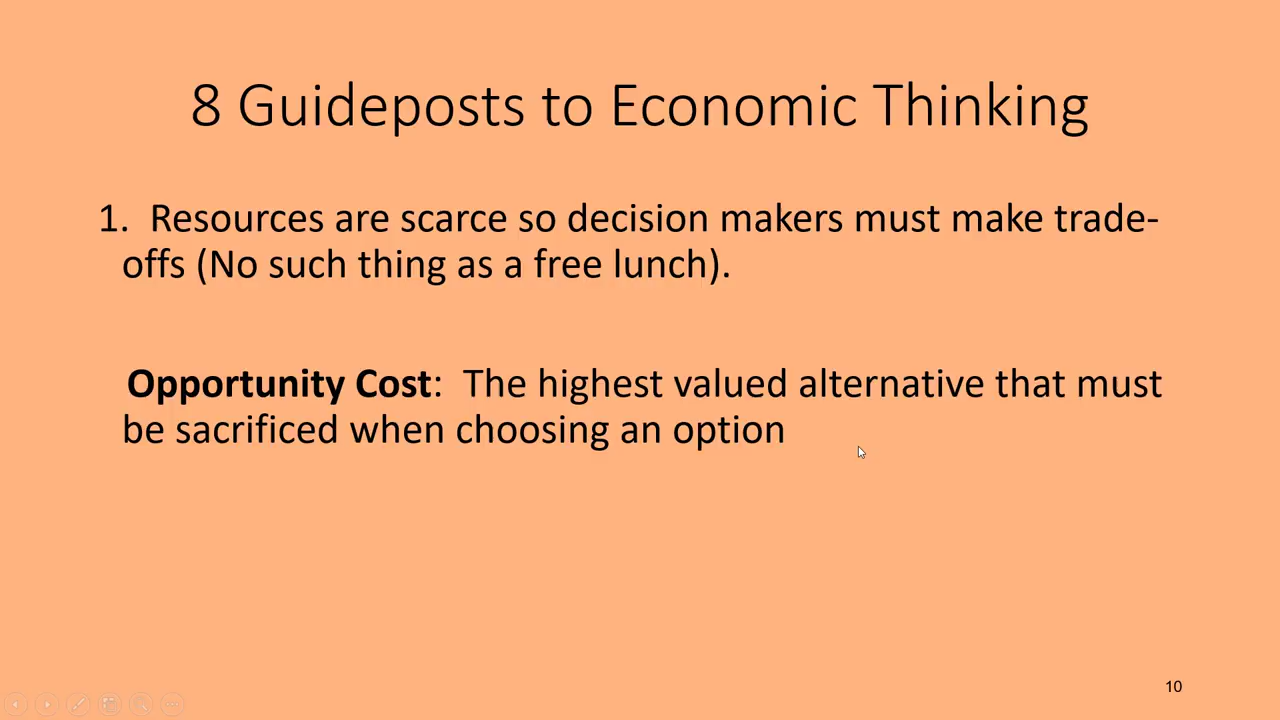 8 Guideposts to Economic Thinking
1. Resources are scarce so decision makers must make trade-
offs (No such thing as a free lunch).
Opportunity Cost: The highest valued alternative that must
be sacrificed when choosing an option
10